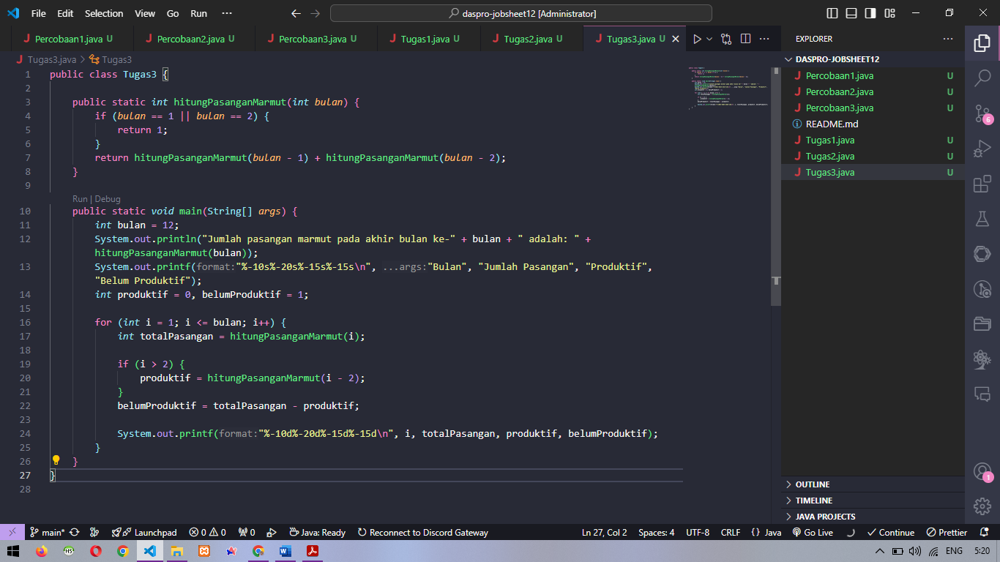 File Edit Selection View Go Run ··· daspro-jobsheet12 [Administrator]
Percobaan1.java U Percobaan2.java U Percobaan3.java U Tugas1.java U Tugas2.java U Tugas3.java U
Tugas3.java > Tugas3
1 public class Tugas3 {
2
3 public static int hitungPasanganMarmut(int bulan) {
4 if (bulan == 1 || bulan == 2) {
5 return 1;
6 }
7 return hitungPasanganMarmut(bulan - 1) + hitungPasanganMarmut(bulan - 2);
8 }
9
Run | Debug
10 public static void main(String[] args) {
11 int bulan = 12;
12 System.out.println("Jumlah pasangan marmut pada akhir bulan ke-" + bulan + " adalah: " +
hitungPasanganMarmut(bulan));
13 System.out.printf(format:"%-10s%-20s%-15s%-15s\n", ...args:"Bulan", "Jumlah Pasangan", "Produktif",
"Belum Produktif");
14 int produktif = 0, belumProduktif = 1;
15
16 for (int i = 1; i <= bulan; i++) {
17 int totalPasangan = hitungPasanganMarmut(i);
18
19 if (i > 2) {
20 produktif = hitungPasanganMarmut(i - 2);
21 }
22 belumProduktif = totalPasangan - produktif;
23
24 System.out.printf(format:"%-10d%-20d%-15d%-15d\n", i, totalPasangan, produktif, belumProduktif);
25 }
26 }
27 }
28
EXPLORER
DASPRO-JOBSHEET12
Percobaan1.java U
Percobaan2.java U
Percobaan3.java U
README.md
Tugas1.java U
Tugas2.java U
Tugas3.java U
OUTLINE
TIMELINE
JAVA PROJECTS
6
1
main* Launchpad 0 0 0 Java: Ready Reconnect to Discord Gateway Ln 27, Col 2 Spaces: 4 UTF-8 CRLF {} Java Go Live Continue Prettier
HS ENG 5:20